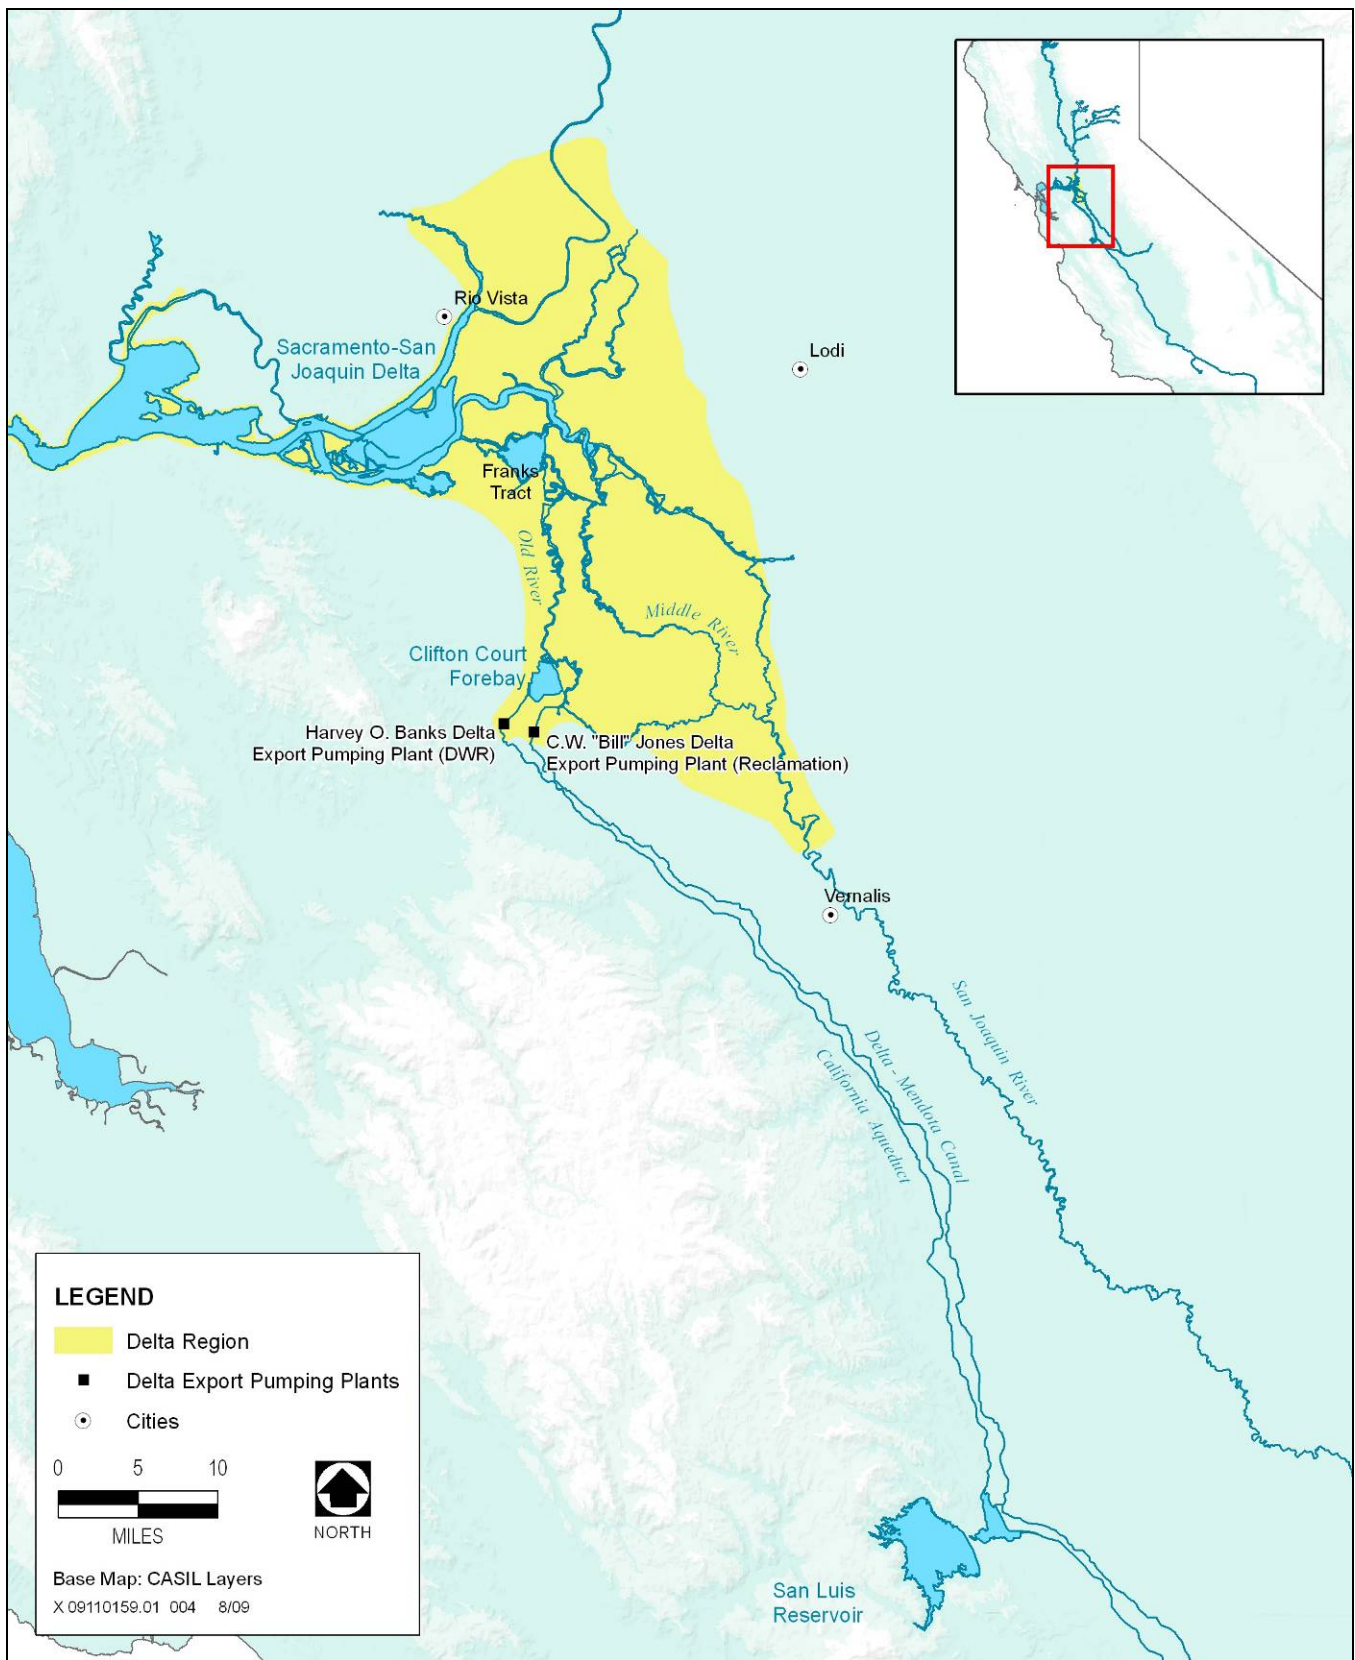 Rio Vista
Sacramento-San
Joaquin Delta
Lodi
Franks
Tract
Old River
Middle River
Clifton Court
Forebay
Harvey O. Banks Delta
Export Pumping Plant (DWR)
C.W. "Bill" Jones Delta
Export Pumping Plant (Reclamation)
Vernalis
San Joaquin River
Delta - Mendota Canal
California Aqueduct
LEGEND
Delta Region
Delta Export Pumping Plants
Cities
0 5 10
MILES
NORTH
Base Map: CASIL Layers
X 09110159.01 004 8/09
San Luis
Reservoir